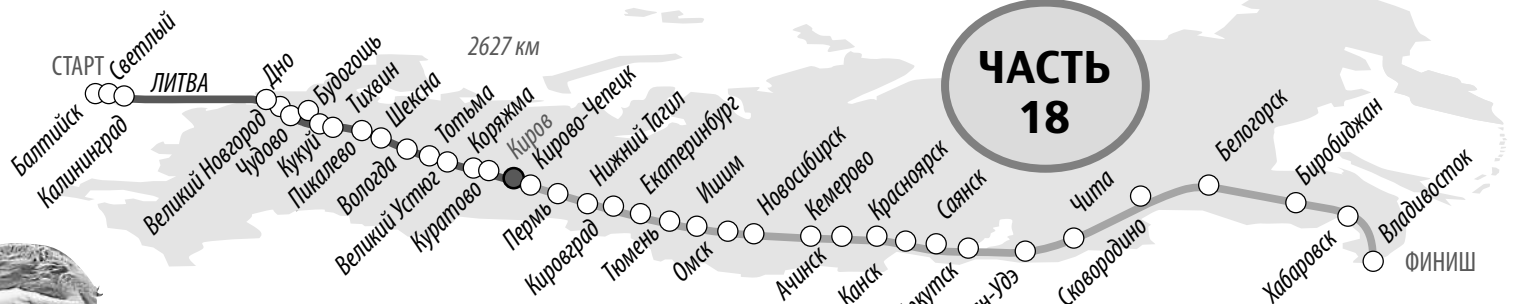 СТАРТ
Балтийск
Светлый
Калининград
ЛИТВА
Дно
Великий Новгород
Чудово
Будогощь
Кукуй
Тихвин
Пикалево
Шексна
Вологда
Тотьма
Великий Устюг
Коряжма
Куратово
2627 км
Киров
Кирово-Чепецк
Пермь
Кировград
Нижний Тагил
Екатеринбург
Тюмень
Ишим
Омск
Новосибирск
Ачинск
Кемерово
Красноярск
Канск
Саянск
Чита
Сковородино
Белогорск
Биробиджан
Хабаровск
Владивосток
ФИНИШ
ЧАСТЬ
18